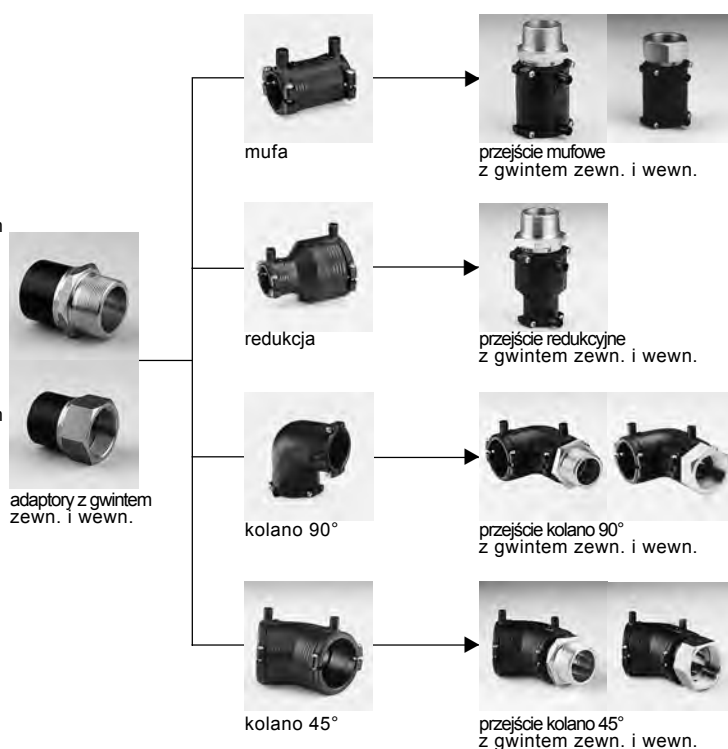 mufa
przejście mufowe
z gwintem zewn. i wewn.
redukcja
przejście redukcyjne
z gwintem zewn. i wewn.
adaptory z gwintem
zewn. i wewn.
kolano 90°
przejście kolano 90°
z gwintem zewn. i wewn.
kolano 45°
przejście kolano 45°
z gwintem zewn. i wewn.